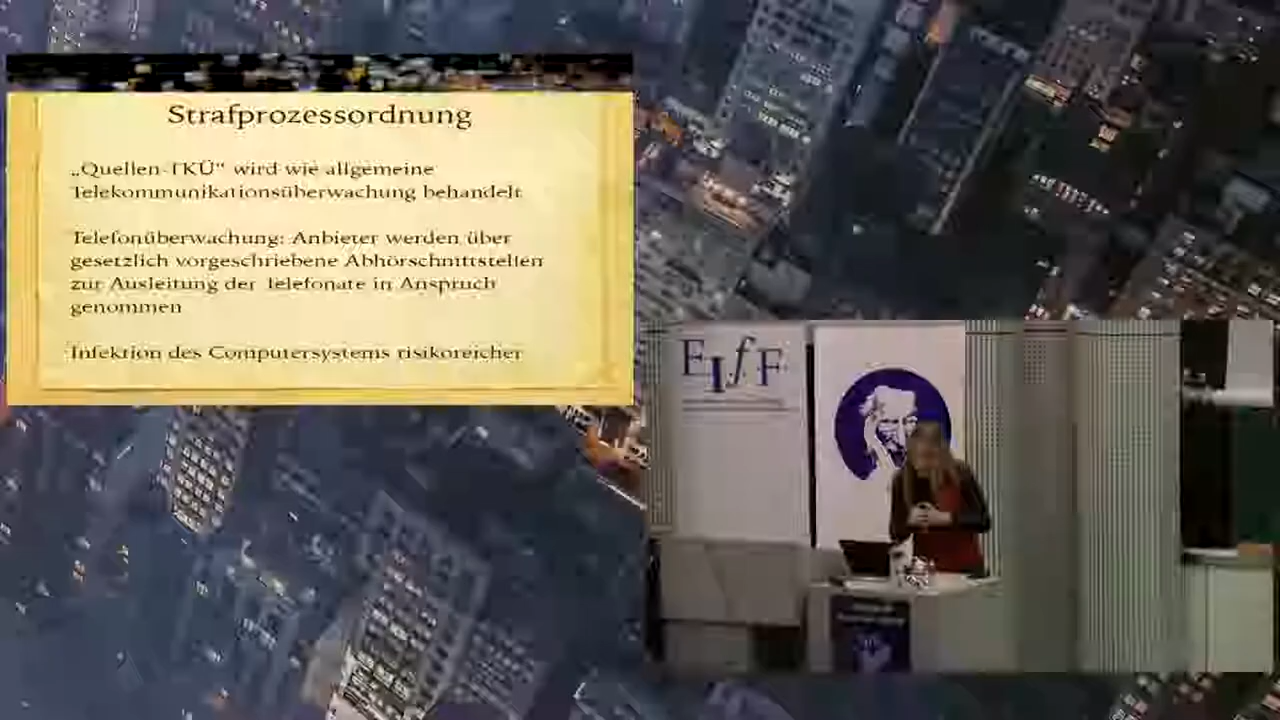 Strafprozessordnung
„Quellen-TKÜ“ wird wie allgemeine
Telekommunikationsüberwachung behandelt
Telefonüberwachung: Anbieter werden über
gesetzlich vorgeschriebene Abhörschnittstellen
zur Ausleitung der Telefonate in Anspruch
genommen
Infektion des Computersystems risikoreicher
FIfF